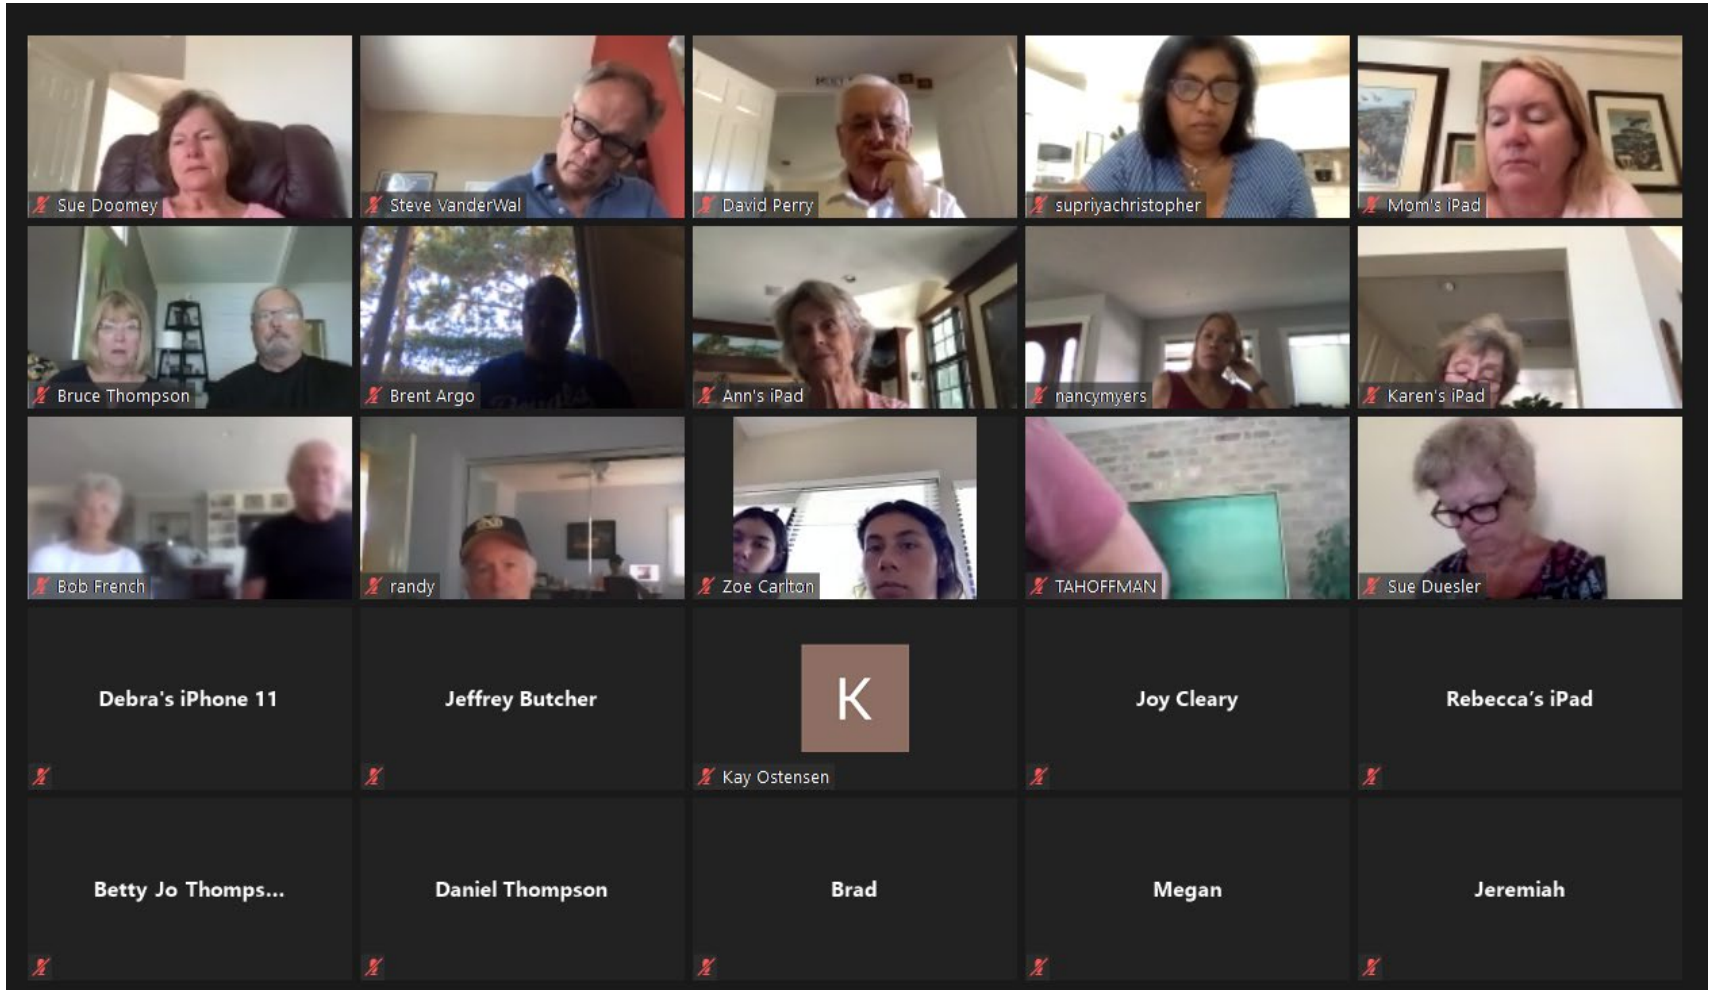 Sue Doomey
Steve VanderWal
David Perry
supriyachristopher
Mom's iPad
Bruce Thompson
Brent Argo
Ann's iPad
nancymyers
Karen's iPad
Bob French
randy
Zoe Carlton
TAHOFFMAN
Sue Duesler
Debra's iPhone 11
Jeffrey Butcher
K
Kay Ostensen
Joy Cleary
Rebecca’s iPad
Betty Jo Thomps...
Daniel Thompson
Brad
Megan
Jeremiah